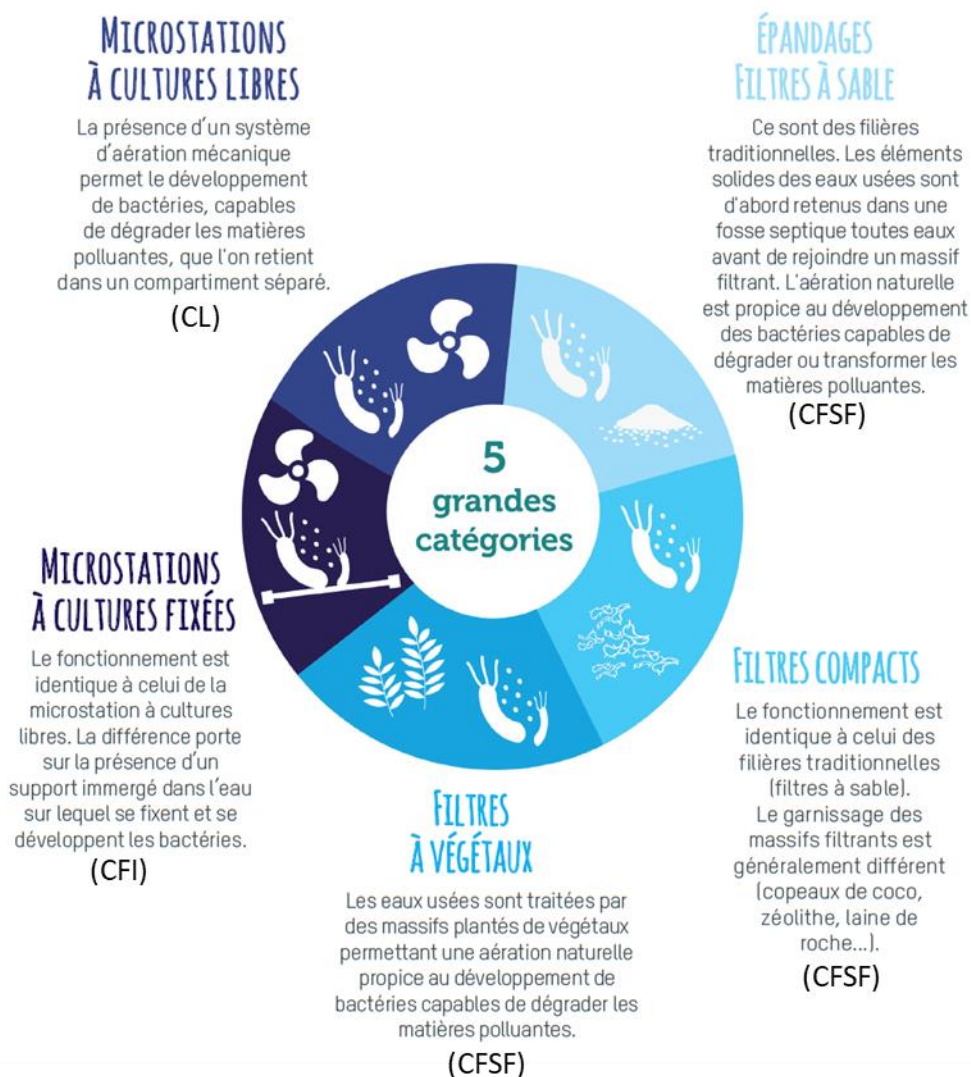 MICROSTATIONS
À CULTURES LIBRES
La présence d'un système
d'aération mécanique
permet le développement
de bactéries, capables
de dégrader les matières
polluantes, que l'on retient
dans un compartiment séparé.
(CL)
ÉPANDAGES
FILTRES À SABLE
Ce sont des filières
traditionnelles. Les éléments
solides des eaux usées sont
d'abord retenus dans une
fosse septique toutes eaux
avant de rejoindre un massif
filtrant. L'aération naturelle
est propice au développement
des bactéries capables de
dégrader ou transformer les
matières polluantes.
(CFSF)
5
grandes
catégories
MICROSTATIONS
À CULTURES FIXÉES
Le fonctionnement est
identique à celui de la
microstation à cultures
libres. La différence porte
sur la présence d'un
support immergé dans l'eau
sur lequel se fixent et se
développent les bactéries.
(CFI)
FILTRES COMPACTS
Le fonctionnement est
identique à celui des
filières traditionnelles
(filtres à sable).
Le garnissage des
massifs filtrants est
généralement différent
(copeaux de coco,
zéolithe, laine de
roche...).
(CFSF)
FILTRES
À VÉGÉTAUX
Les eaux usées sont traitées par
des massifs plantés de végétaux
permettant une aération naturelle
propice au développement de
bactéries capables de dégrader les
matières polluantes.
(CFSF)